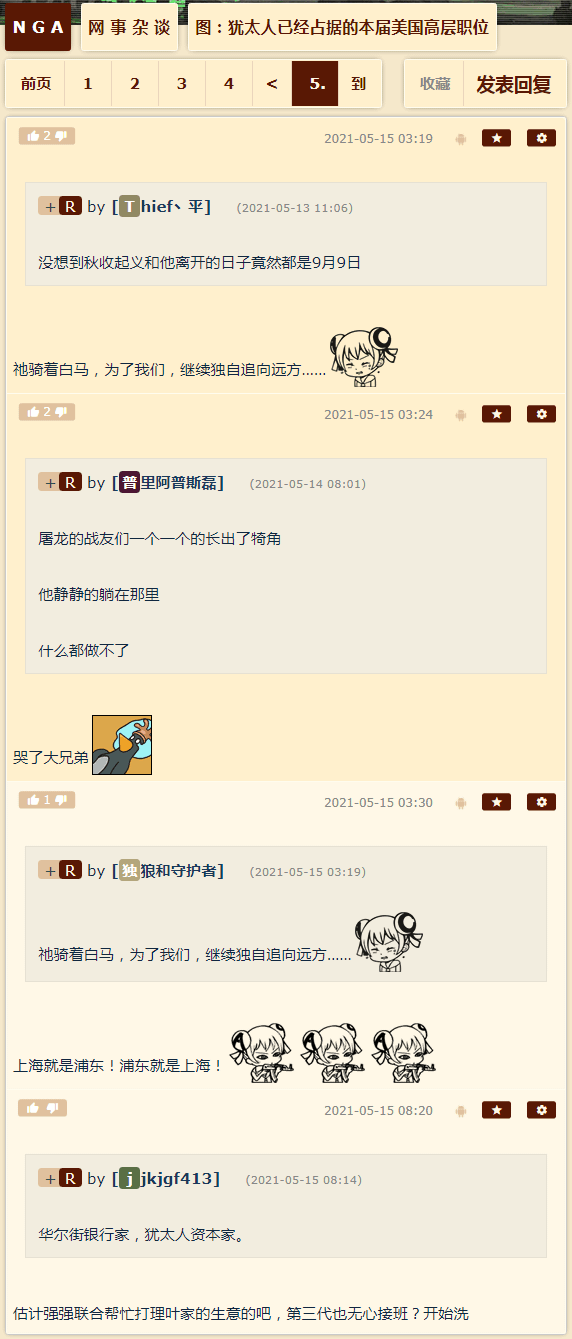 NGA 网事杂谈 图：犹太人已经占据的本届美国高层职位
前页 1 2 3 4 < 5. 到 收藏 发表回复
2 2021-05-15 03:19
+ R by [Thief丶平] (2021-05-13 11:06)
没想到秋收起义和他离开的日子竟然都是9月9日
祂骑着白马，为了我们，继续独自追向远方......
2 2021-05-15 03:24
+ R by [普里阿普斯磊] (2021-05-14 08:01)
屠龙的战友们一个一个的长出了犄角
他静静的躺在那里
什么都做不了
哭了大兄弟
1 2021-05-15 03:30
+ R by [独狼和守护者] (2021-05-15 03:19)
祂骑着白马，为了我们，继续独自追向远方......
上海就是浦东！浦东就是上海！
2021-05-15 08:20
+ R by [jjkjgf413] (2021-05-15 08:14)
华尔街银行家，犹太人资本家。
估计强强联合帮忙打理叶家的生意的吧，第三代也无心接班？开始洗